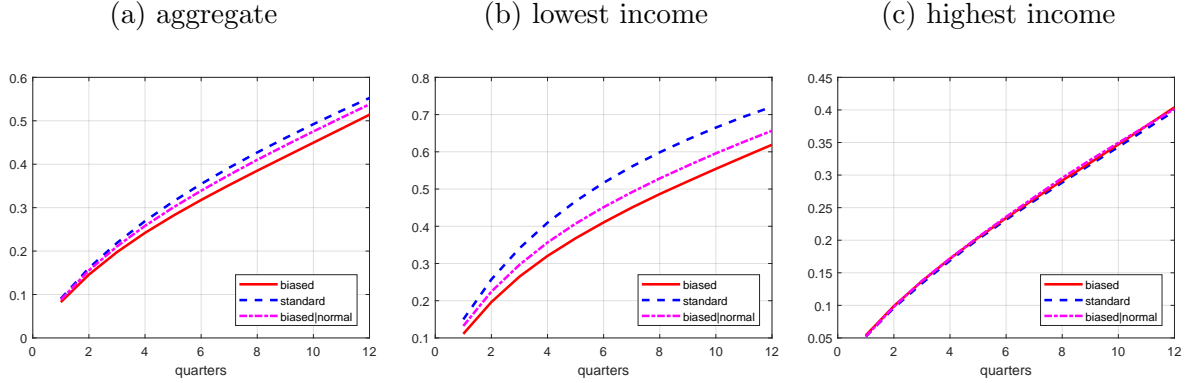 (a) aggregate
0.6
0.5
0.4
0.3
0.2
0.1
0
0 2 4 6 8 10 12
quarters
biased
standard
biased|normal
(b) lowest income
0.8
0.7
0.6
0.5
0.4
0.3
0.2
0.1
0 2 4 6 8 10 12
quarters
biased
standard
biased|normal
(c) highest income
0.45
0.4
0.35
0.3
0.25
0.2
0.15
0.1
0.05
0 2 4 6 8 10 12
quarters
biased
standard
biased|normal